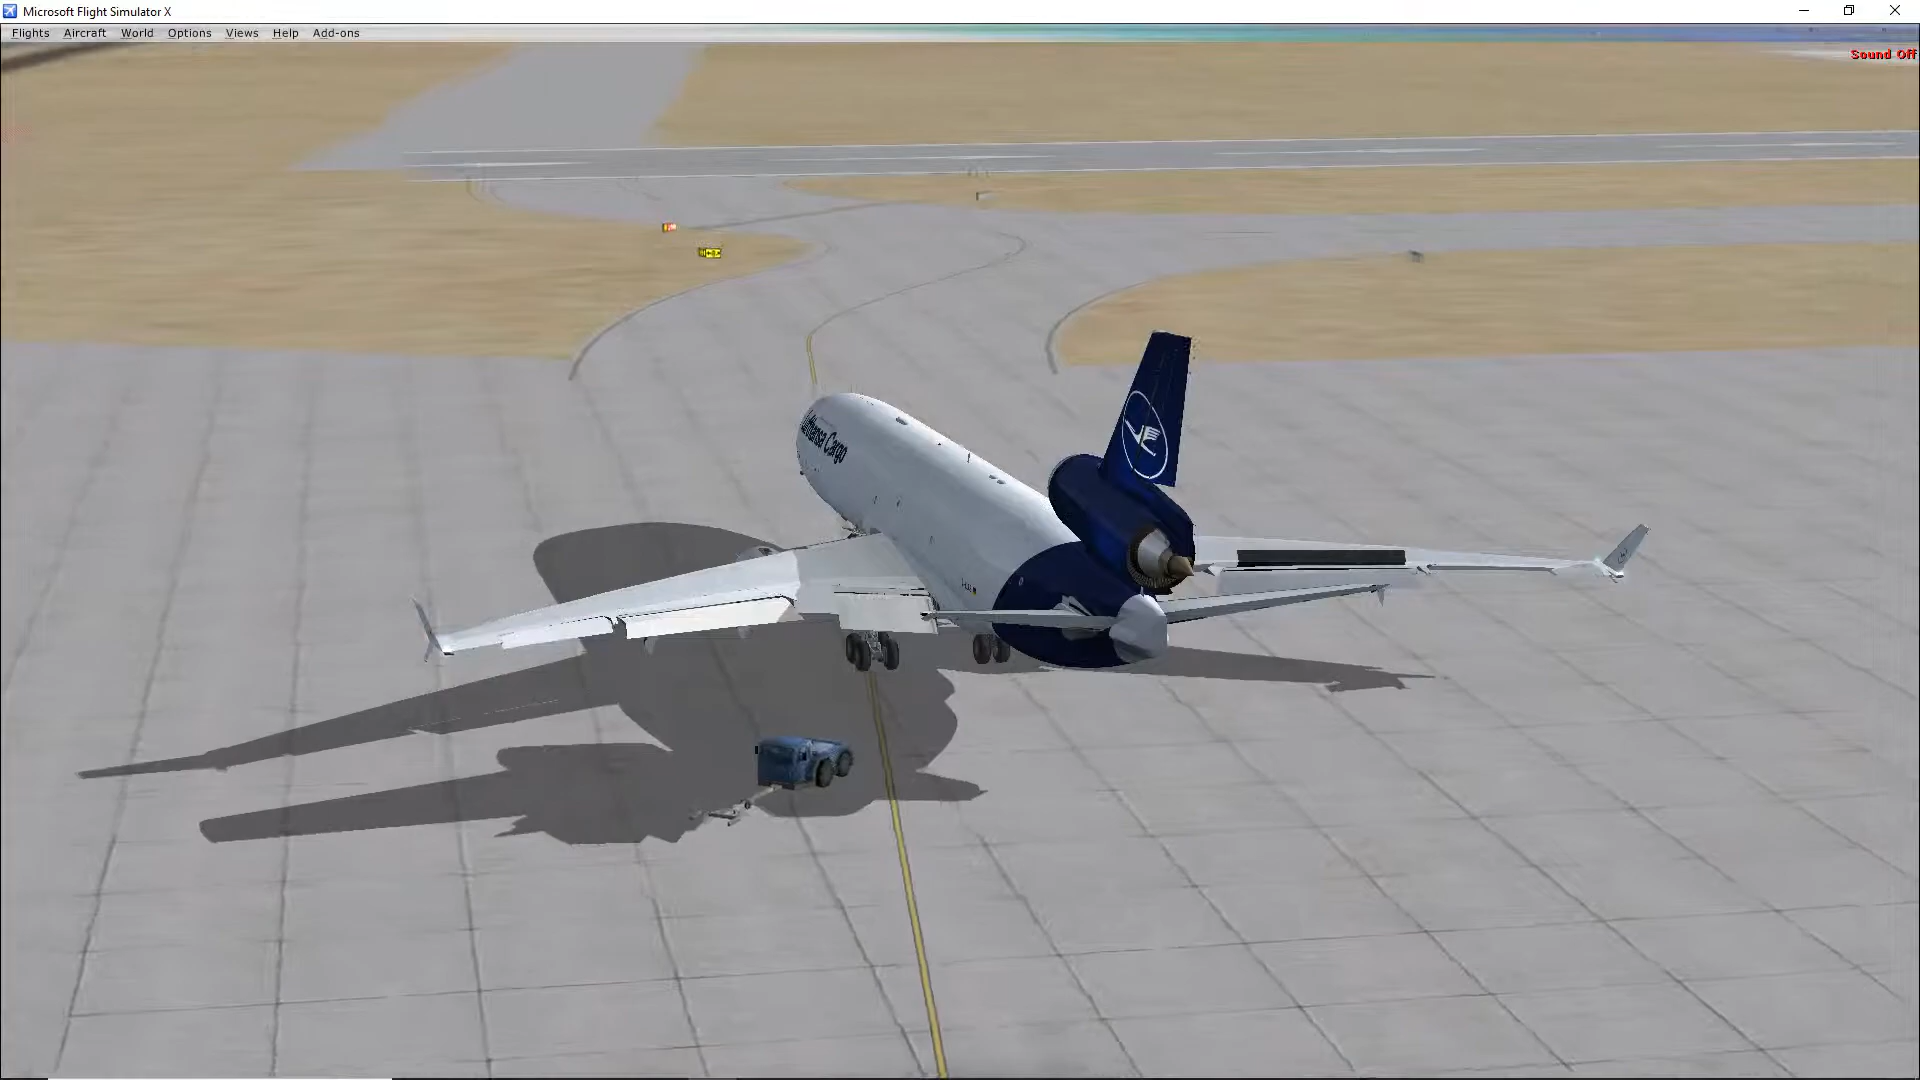 Microsoft Flight Simulator X
Flights Aircraft World Options Views Help Add-ons
Sound Off
Lufthansa Cargo